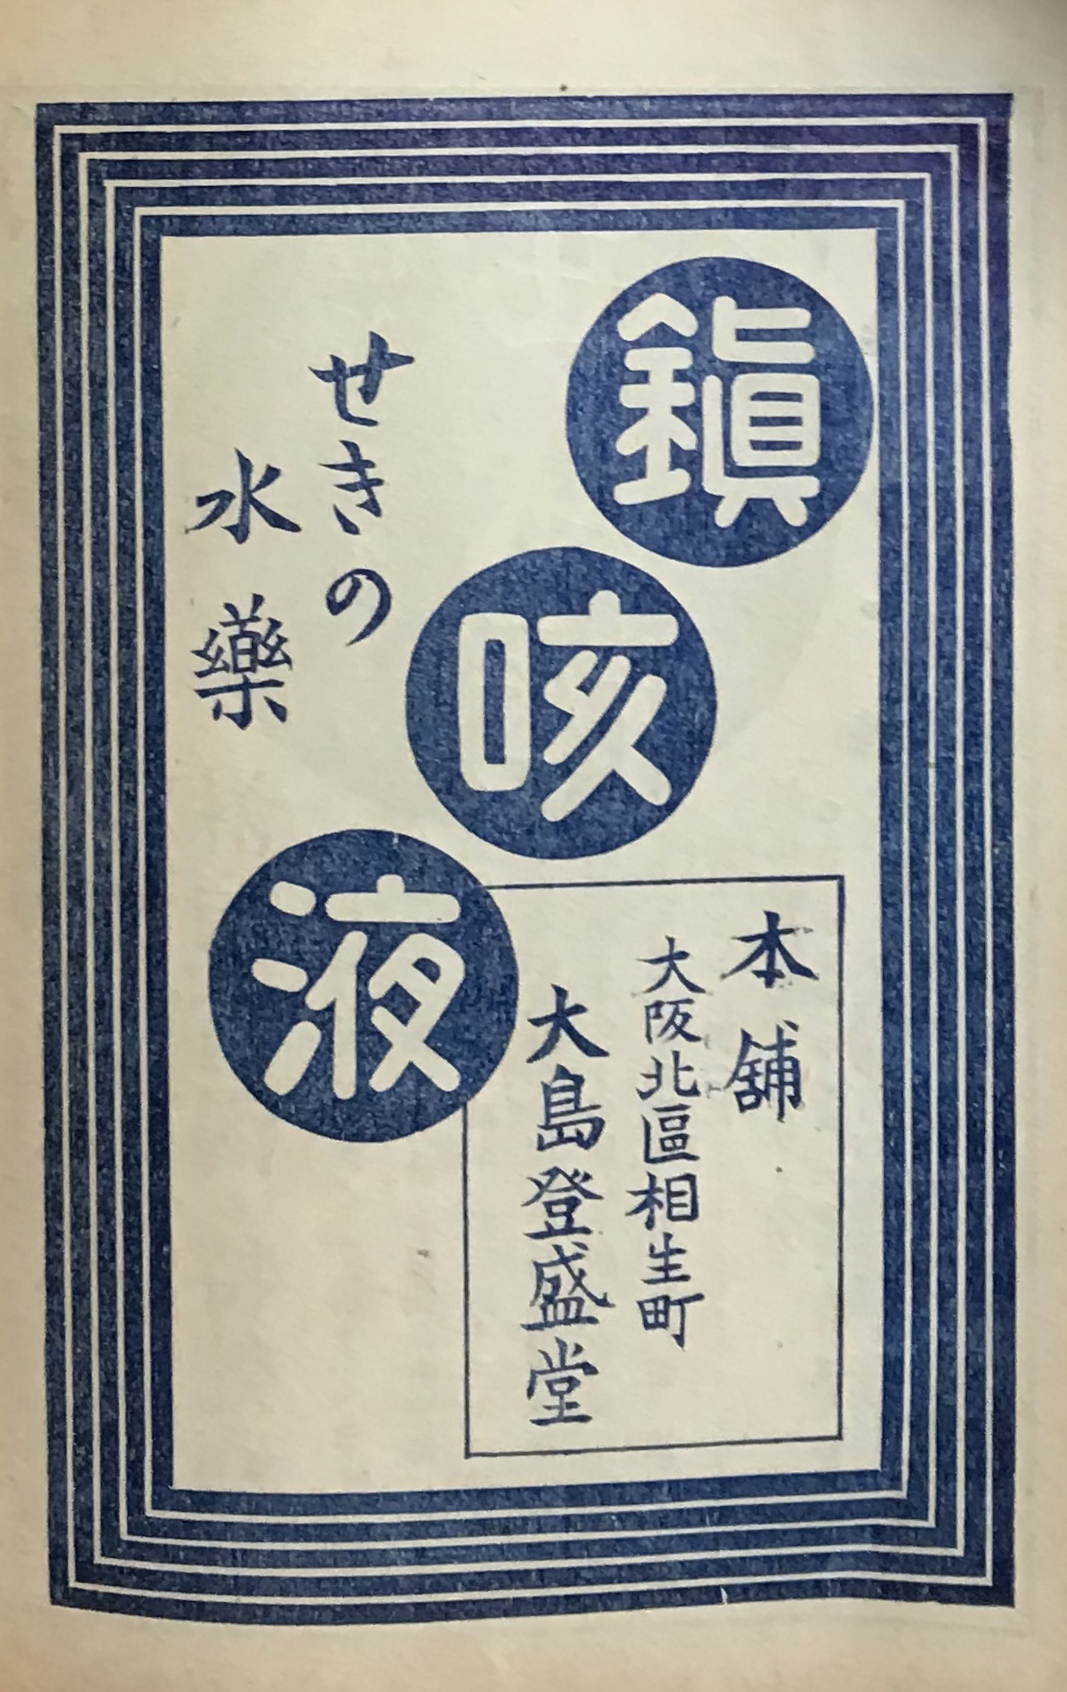 鎭咳液
せきの
水藥
本舖
大阪北區相生町
大島登盛堂